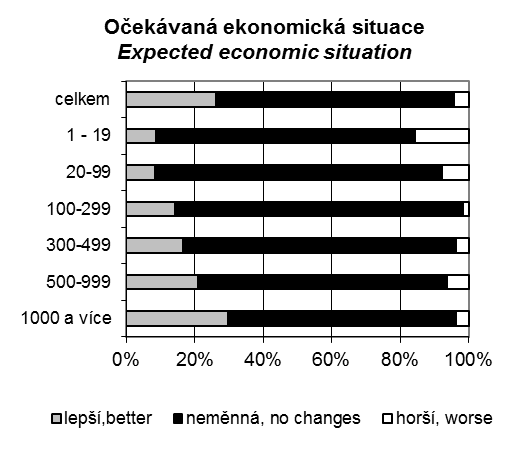 Očekávaná ekonomická situace
Expected economic situation
celkem
1 - 19
20-99
100-299
300-499
500-999
1000 a více
0% 20% 40% 60% 80% 100%
lepší,better neměnná, no changes horší, worse